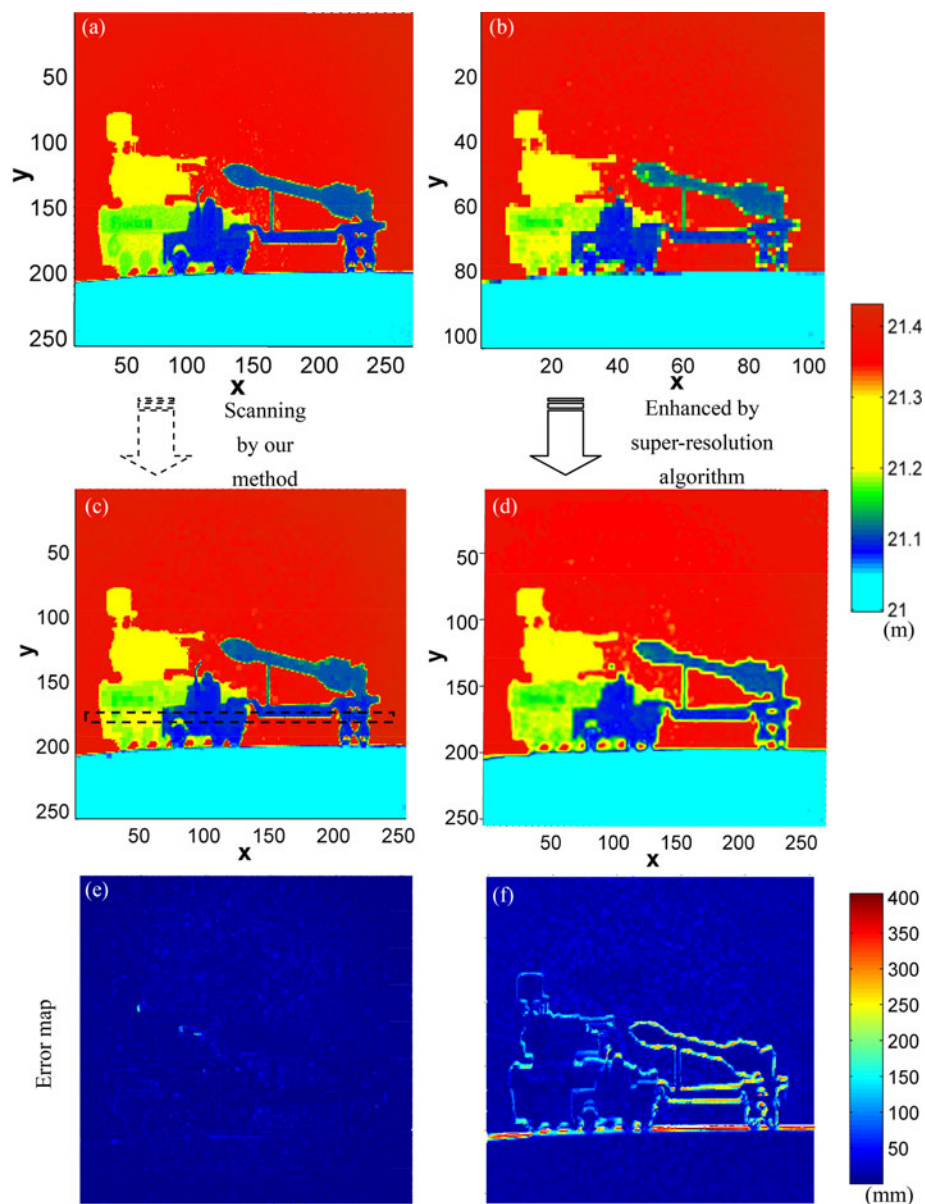 (a)
(b)
50
100
150
200
250
y
50 100 150 200 250
x
20
40
60
80
100
y
20 40 60 80 100
x
21.4
21.3
21.2
21.1
21
(m)
Scanning
by our
method
Enhanced by
super-resolution
algorithm
(c)
(d)
50
100
150
200
250
y
50 100 150 200 250
x
50
100
150
200
250
y
50 100 150 200 250
x
(e)
(f)
Error map
400
350
300
250
200
150
100
50
(mm)